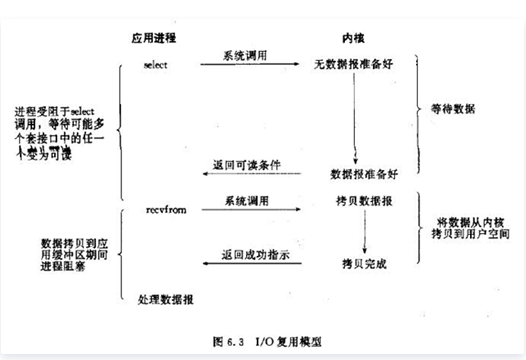 应用进程
内核
select
系统调用
无数据报准备好
进程受阻于select
调用，等待可能多
个套接口中的任一
个变为可读
等待数据
返回可读条件
数据报准备好
recvfrom
系统调用
拷贝数据报
数据拷贝到应
用缓冲区期间
进程阻塞
将数据从内核
拷贝到用户空间
返回成功指示
拷贝完成
处理数据报
图 6.3 I/O 复用模型